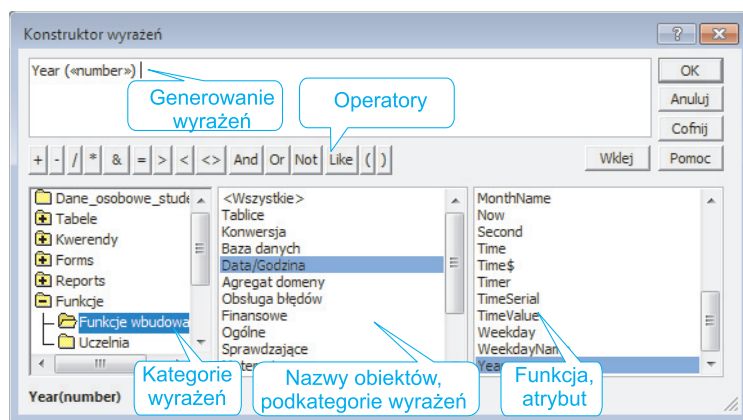 Konstruktor wyrażeń
Year («number»)
OK
Anuluj
Cofnij
Generowanie
wyrażeń
Operatory
+ - / * & = > < <> And Or Not Like ( )
Wklej
Pomoc
Dane_osobowe_stude
Tabele
Kwerendy
Forms
Reports
Funkcje
Funkcje wbudowa
Uczelnia
<Wszystkie>
Tablice
Konwersja
Baza danych
Data/Godzina
Agregat domeny
Obsługa błędów
Finansowe
Ogólne
Sprawdzające
MonthName
Now
Second
Time
Time$
Timer
TimeSerial
TimeValue
Weekday
WeekdayNam
Year
Kategorie
wyrażeń
Nazwy obiektów,
podkategorie wyrażeń
Funkcja,
atrybut
Year(number)